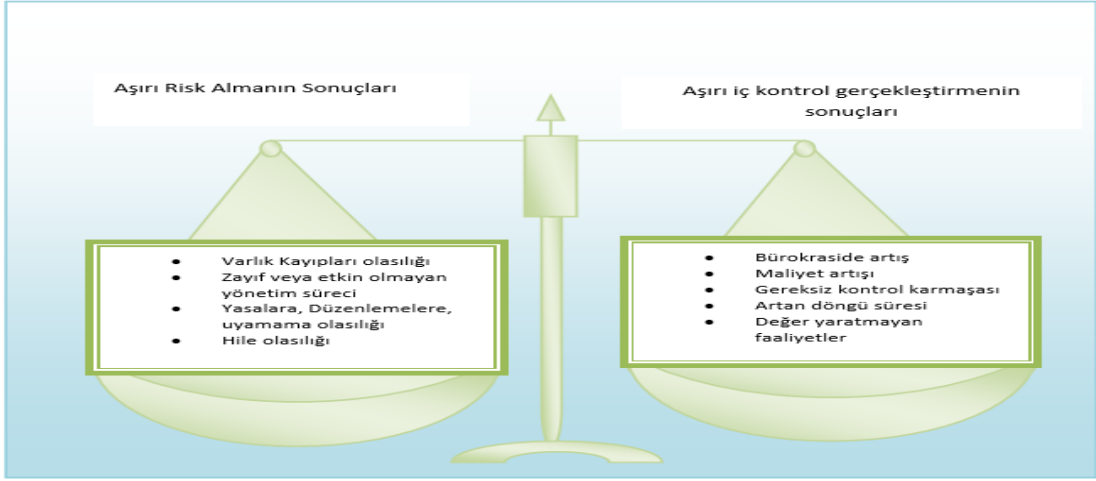 Aşırı Risk Almanın Sonuçları
Aşırı iç kontrol gerçekleştirmenin
sonuçları
• Varlık Kayıpları olasılığı
• Zayıf veya etkin olmayan
yönetim süreci
• Yasalara, Düzenlemelere,
uyamama olasılığı
• Hile olasılığı
• Bürokraside artış
• Maliyet artışı
• Gereksiz kontrol karmaşası
• Artan döngü süresi
• Değer yaratmayan
faaliyetler